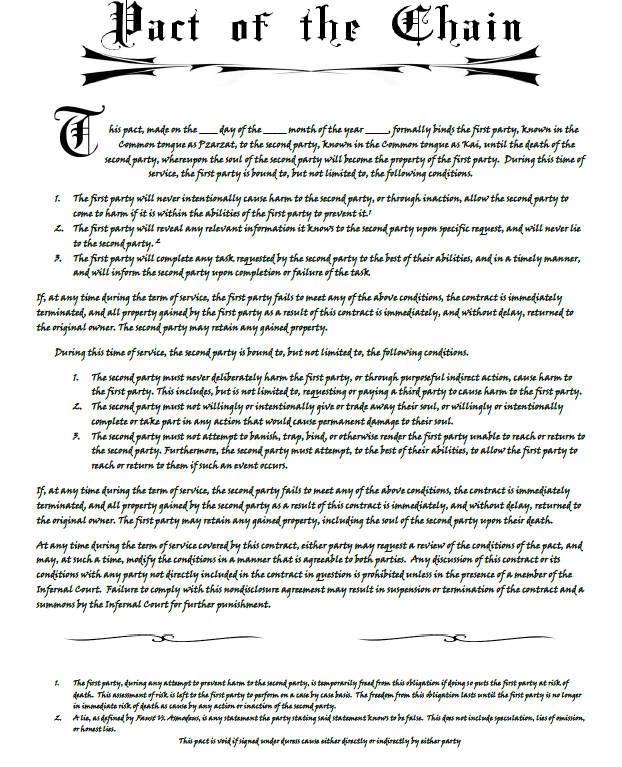 Pact of the Chain
This pact, made on the ____ day of the _____ month of the year _____, formally binds the first party, known in the
Common tongue as Pzarzat, to the second party, known in the Common tongue as Kai, until the death of the
second party, whereupon the soul of the second party will become the property of the first party. During this time of
service, the first party is bound to, but not limited to, the following conditions.
1. The first party will never intentionally cause harm to the second party, or through inaction, allow the second party to
come to harm if it is within the abilities of the first party to prevent it.¹
2. The first party will reveal any relevant information it knows to the second party upon specific request, and will never lie
to the second party. ²
3. The first party will complete any task requested by the second party to the best of their abilities, and in a timely manner,
and will inform the second party upon completion or failure of the task
If, at any time during the term of service, the first party fails to meet any of the above conditions, the contract is immediately
terminated, and all property gained by the first party as a result of this contract is immediately, and without delay, returned to
the original owner. The second party may retain any gained property.
During this time of service, the second party is bound to, but not limited to, the following conditions.
1. The second party must never deliberately harm the first party, or through purposeful indirect action, cause harm to
the first party. This includes, but is not limited to, requesting or paying a third party to cause harm to the first party.
2. The second party must not willingly or intentionally give or trade away their soul, or willingly or intentionally
complete or take part in any action that would cause permanent damage to their soul.
3. The second party must not attempt to banish, trap, bind, or otherwise render the first party unable to reach or return to
the second party. Furthermore, the second party must attempt, to the best of their abilities, to allow the first party to
reach or return to them if such an event occurs.
If, at any time during the term of service, the second party fails to meet any of the above conditions, the contract is immediately
terminated, and all property gained by the second party as a result of this contract is immediately, and without delay, returned to
the original owner. The first party may retain any gained property, including the soul of the second party upon their death.
At any time during the term of service covered by this contract, either party may request a review of the conditions of the pact, and
may, at such a time, modify the conditions in a manner that is agreeable to both parties. Any discussion of this contract or its
conditions with any party not directly included in the contract in question is prohibited unless in the presence of a member of the
Infernal Court. Failure to comply with this nondisclosure agreement may result in suspension or termination of the contract and a
summons by the Infernal Court for further punishment.
1. The first party, during any attempt to prevent harm to the second party, is temporarily freed from this obligation if doing so puts the first party at risk of
death. This assessment of risk is left to the first party to perform on a case by case basis. The freedom from this obligation lasts until the first party is no longer
in immediate risk of death as cause by any action or inaction of the second party.
2. A lie, as defined by Faust Vs. Asmodeus, is any statement the party stating said statement knows to be false. This does not include speculation, lies of omission,
or honest lies.
This pact is void if signed under duress cause either directly or indirectly by either party